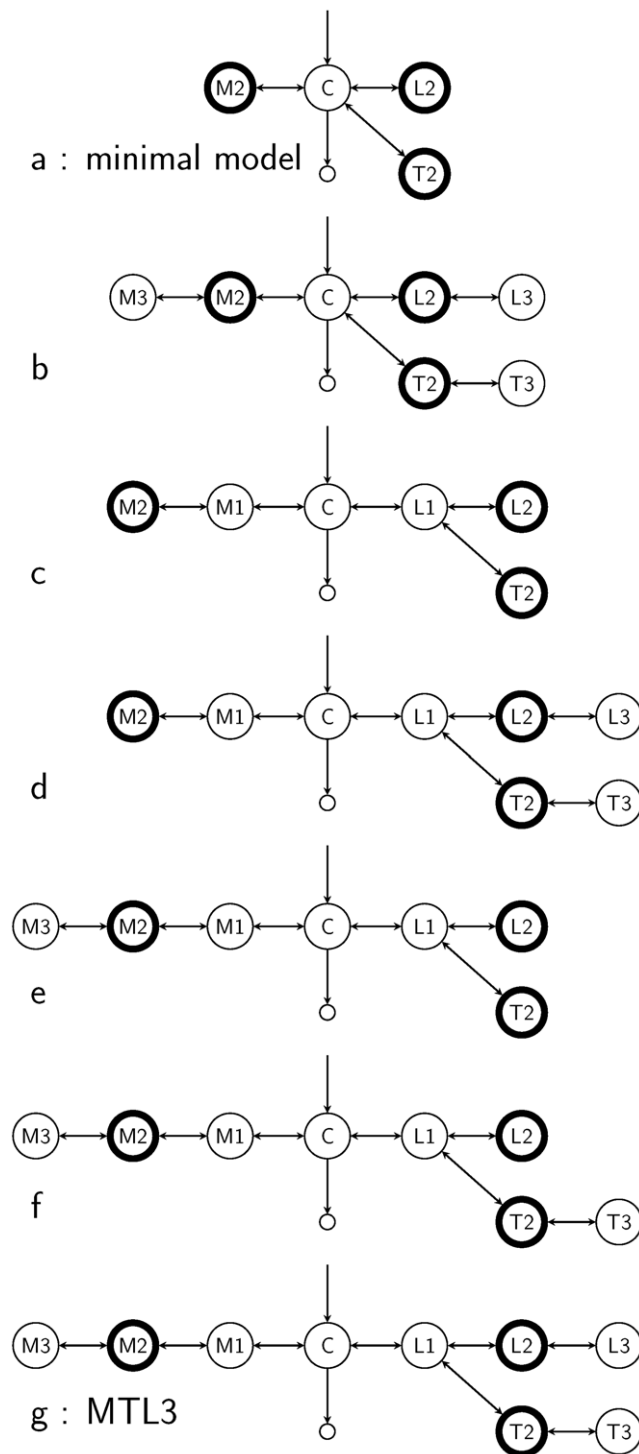 M2 C L2
a : minimal model T2
M3 M2 C L2 L3
b T2 T3
M2 M1 C L1 L2
c T2
M2 M1 C L1 L2 L3
d T2 T3
M3 M2 M1 C L1 L2
e T2
M3 M2 M1 C L1 L2
f T2 T3
M3 M2 M1 C L1 L2 L3
g : MTL3 T2 T3